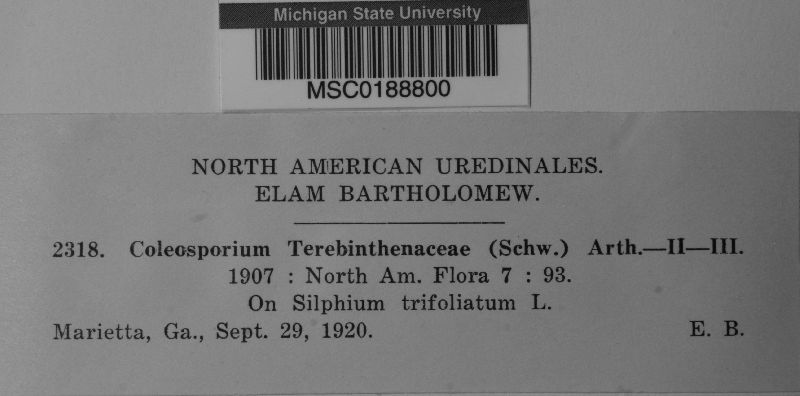 Michigan State University
MSC0188800
NORTH AMERICAN UREDINALES.
ELAM BARTHOLOMEW.
2318. Coleosporium Terebinthenaceae (Schw.) Arth.—II—III.
1907 : North Am. Flora 7 : 93.
On Silphium trifoliatum L.
Marietta, Ga., Sept. 29, 1920. E. B.